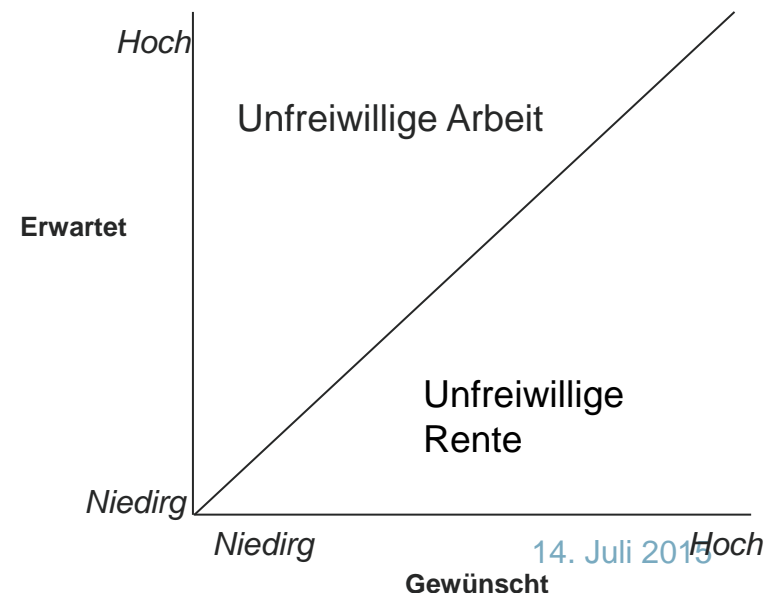 Hoch
Unfreiwillige Arbeit
Erwartet
Unfreiwillige
Rente
Niedirg
Niedirg
14. Juli 2015
Hoch
Gewünscht